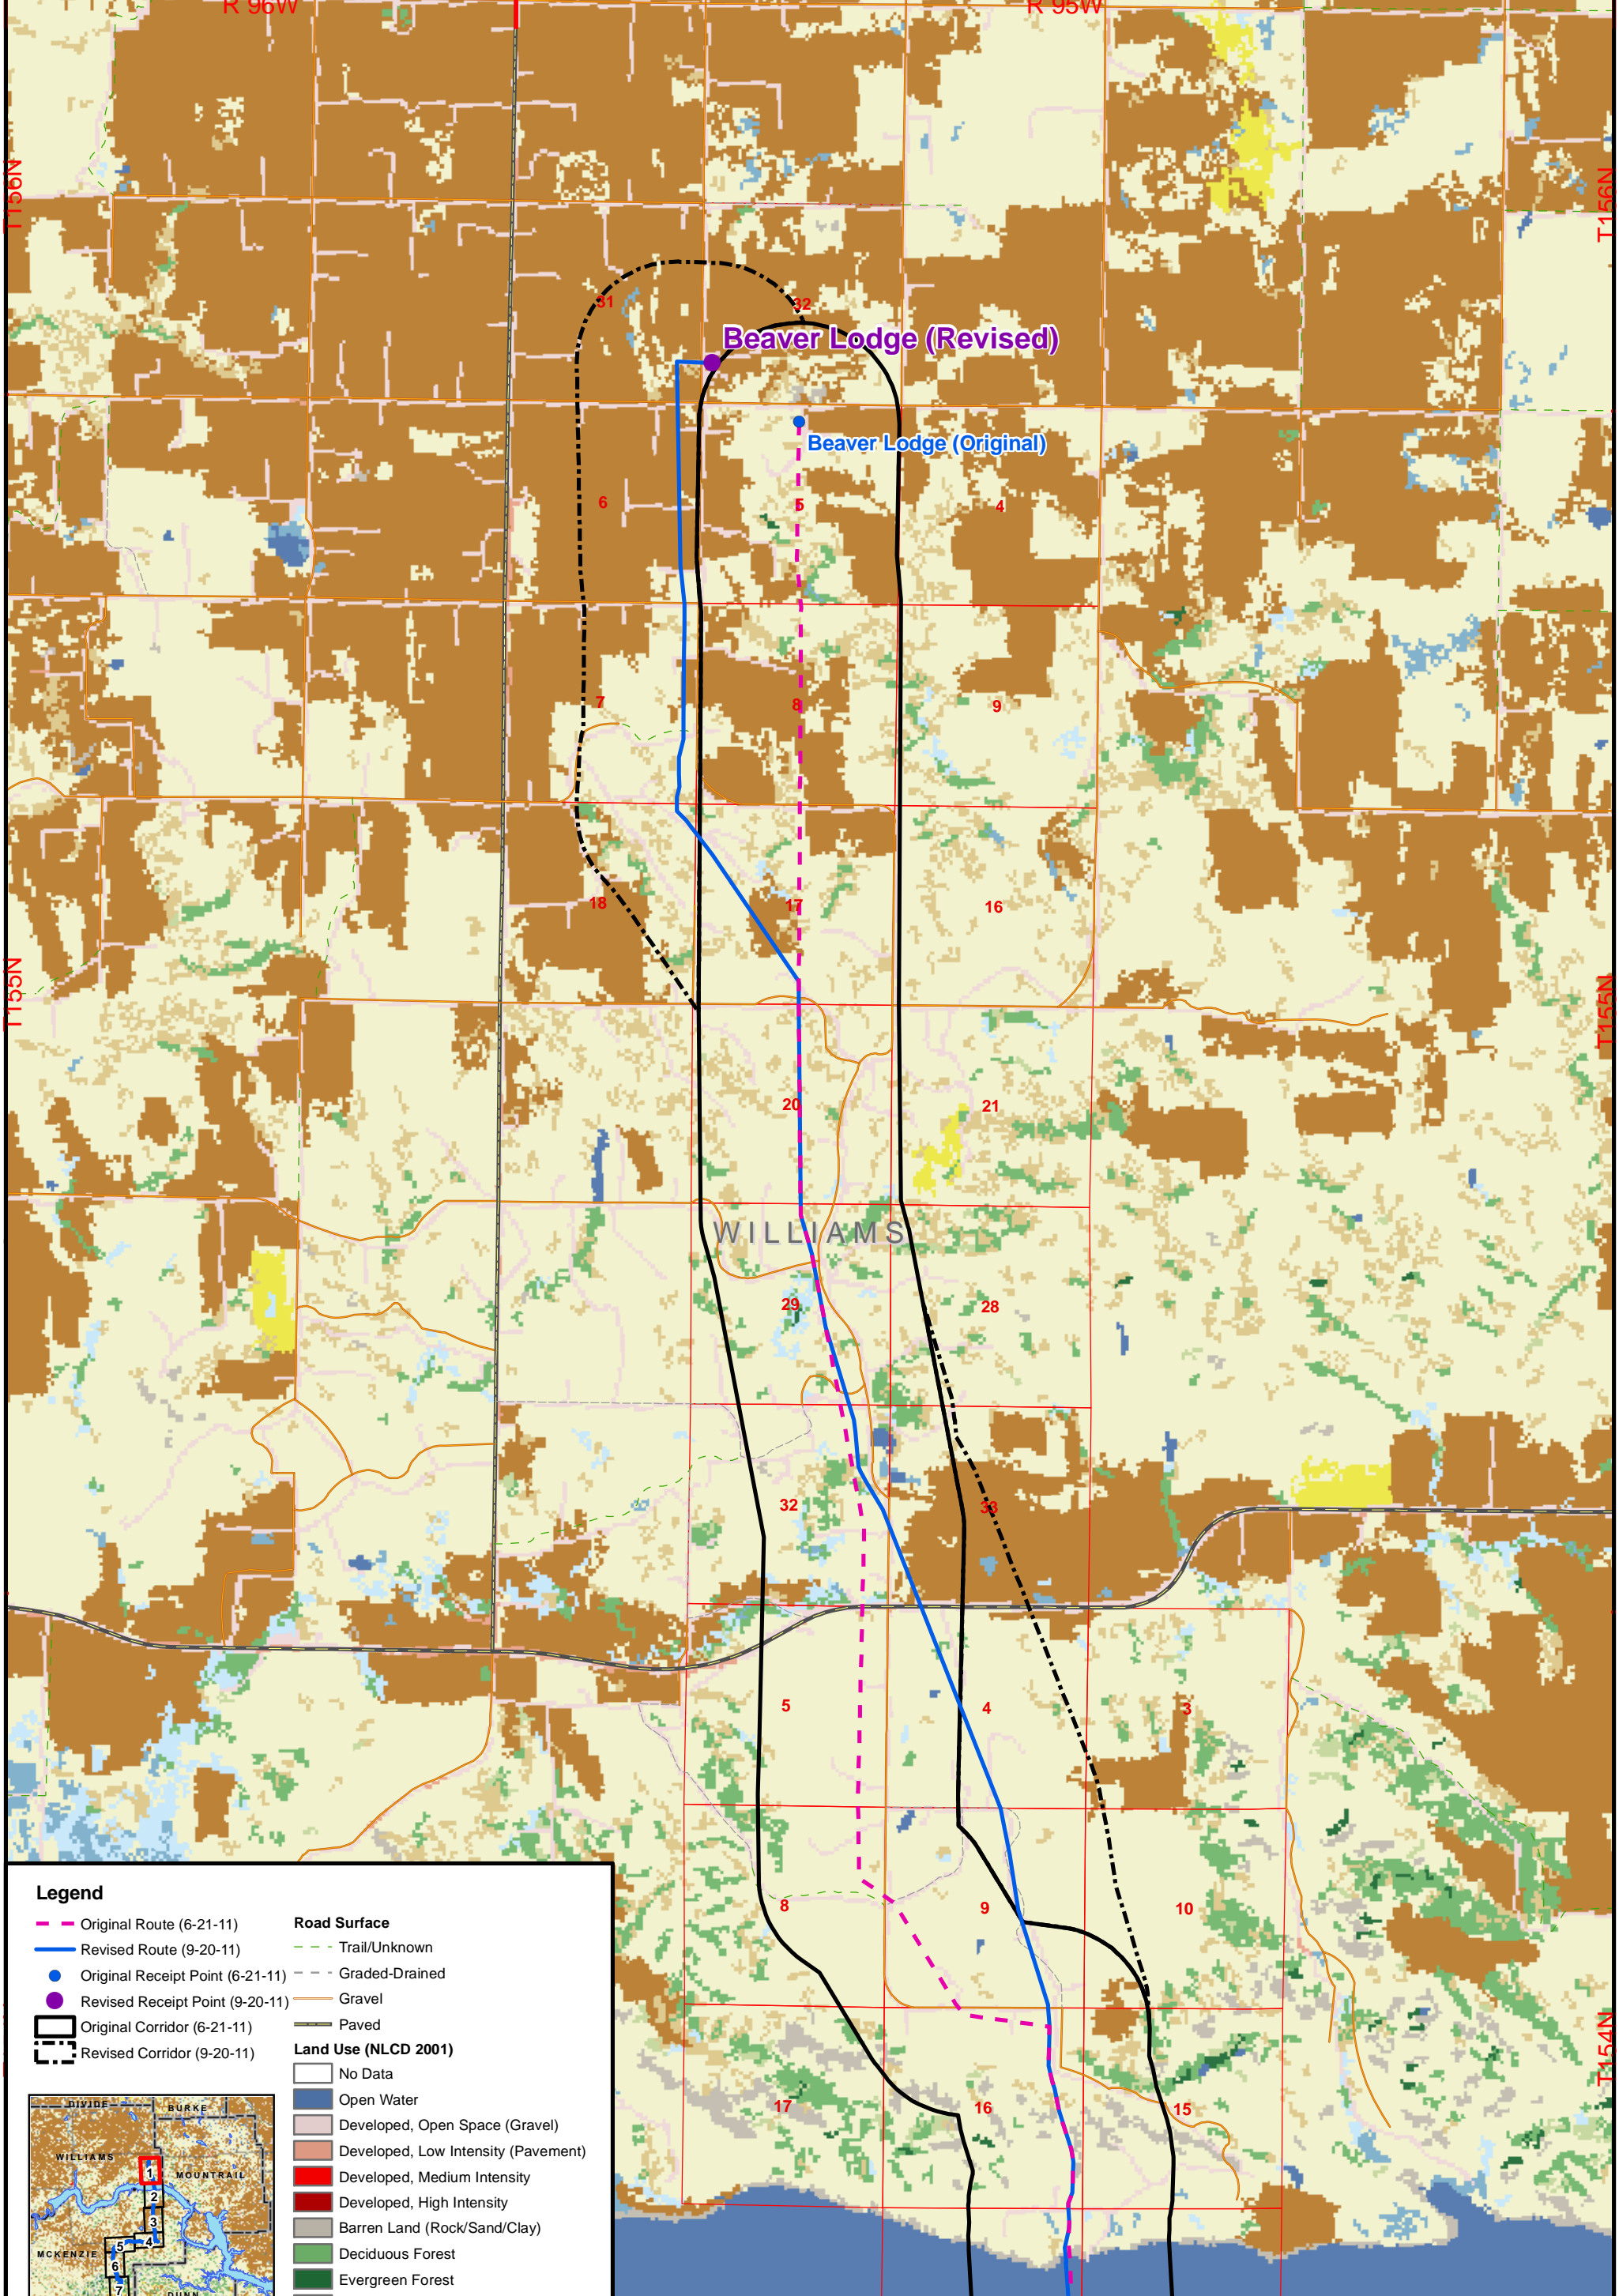 R 96W
R 95W
T156N
T156N
31
32
Beaver Lodge (Revised)
Beaver Lodge (Original)
6
5
4
7
8
9
18
17
16
T155N
T155N
20
21
WILLIAMS
29
28
32
33
5
4
3
8
9
10
17
16
15
T154N
Legend
Original Route (6-21-11)
Revised Route (9-20-11)
Original Receipt Point (6-21-11)
Revised Receipt Point (9-20-11)
Original Corridor (6-21-11)
Revised Corridor (9-20-11)
Road Surface
Trail/Unknown
Graded-Drained
Gravel
Paved
Land Use (NLCD 2001)
No Data
Open Water
Developed, Open Space (Gravel)
Developed, Low Intensity (Pavement)
Developed, Medium Intensity
Developed, High Intensity
Barren Land (Rock/Sand/Clay)
Deciduous Forest
Evergreen Forest
DIVIDE
BURKE
WILLIAMS
MOUNTRAIL
1
2
3
4
5
MCKENZIE
6
7
DUNN